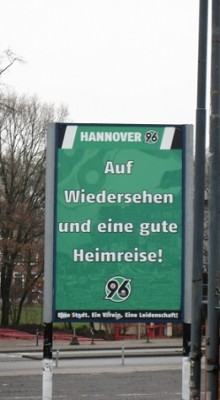 HANNOVER 96
Auf
Wiedersehen
und eine gute
Heimreise!
96
Eine Stadt. Ein Verein. Eine Leidenschaft!